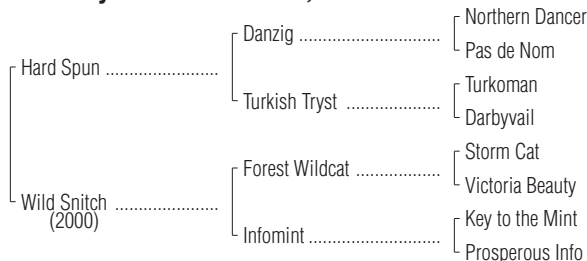 Northern Dancer
Danzig ..............................
Pas de Nom
Hard Spun ........................
Turkoman
Turkish Tryst ....................
Darbyvail
Storm Cat
Forest Wildcat ..................
Victoria Beauty
Wild Snitch ......................
(2000)
Key to the Mint
Infomint ............................
Prosperous Info